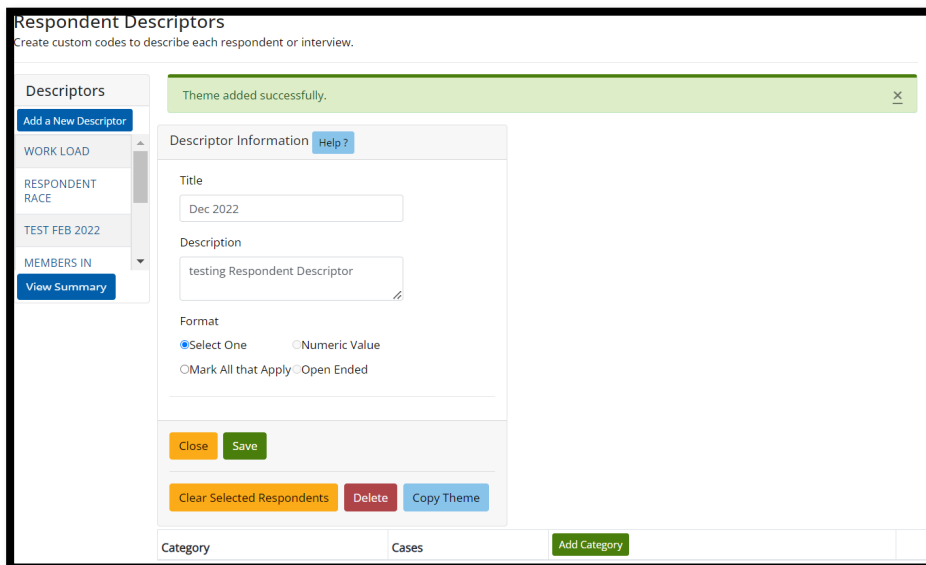 Respondent Descriptors
Create custom codes to describe each respondent or interview.
Descriptors
Add a New Descriptor
WORK LOAD
RESPONDENT
RACE
TEST FEB 2022
MEMBERS IN
View Summary
Theme added successfully.
×
Descriptor Information Help ?
Title
Dec 2022
Description
testing Respondent Descriptor
Format
Select One Numeric Value
Mark All that Apply Open Ended
Close Save
Clear Selected Respondents Delete Copy Theme
Category Cases Add Category